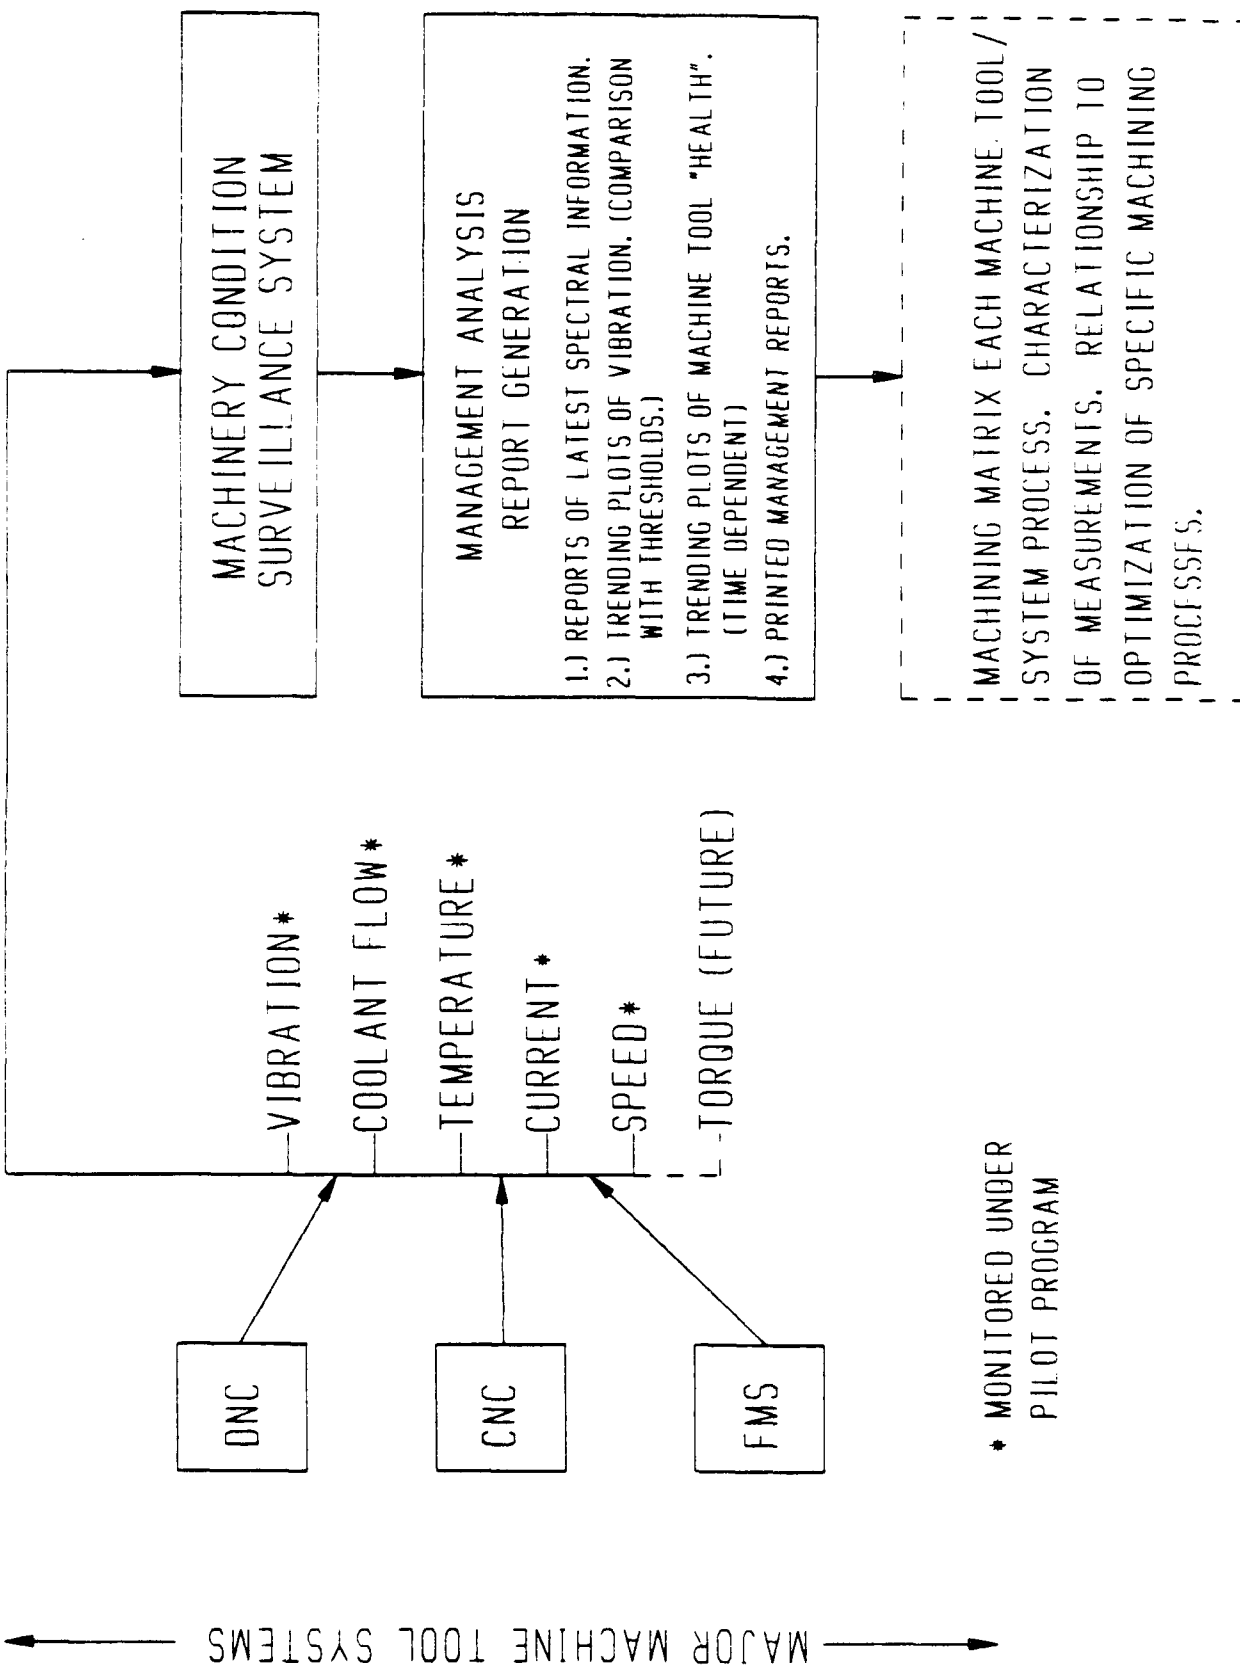 MAJOR MACHINE TOOL SYSTEMS
DNC
CNC
FMS
VIBRATION*
COOLANT FLOW*
TEMPERATURE*
CURRENT*
SPEED*
TORQUE (FUTURE)
* MONITORED UNDER
PILOT PROGRAM
MACHINERY CONDITION
SURVEILLANCE SYSTEM
MANAGEMENT ANALYSIS
REPORT GENERATION
1.) REPORTS OF LATEST SPECTRAL INFORMATION.
2.) TRENDING PLOTS OF VIBRATION. (COMPARISON
WITH THRESHOLDS.)
3.) TRENDING PLOTS OF MACHINE TOOL "HEALTH".
(TIME DEPENDENT)
4.) PRINTED MANAGEMENT REPORTS.
MACHINING MATRIX EACH MACHINE TOOL/
SYSTEM PROCESS. CHARACTERIZATION
OF MEASUREMENTS. RELATIONSHIP TO
OPTIMIZATION OF SPECIFIC MACHINING
PROCESSES.